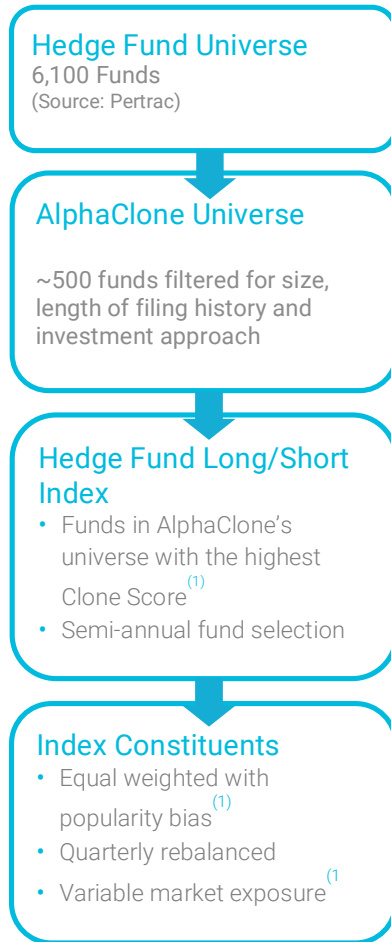 Hedge Fund Universe
6,100 Funds
(Source: Pertrac)
AlphaClone Universe
~500 funds filtered for size,
length of filing history and
investment approach
Hedge Fund Long/Short
Index
• Funds in AlphaClone's
universe with the highest
Clone Score(1)
• Semi-annual fund selection
Index Constituents
• Equal weighted with
popularity bias(1)
• Quarterly rebalanced
• Variable market exposure(1